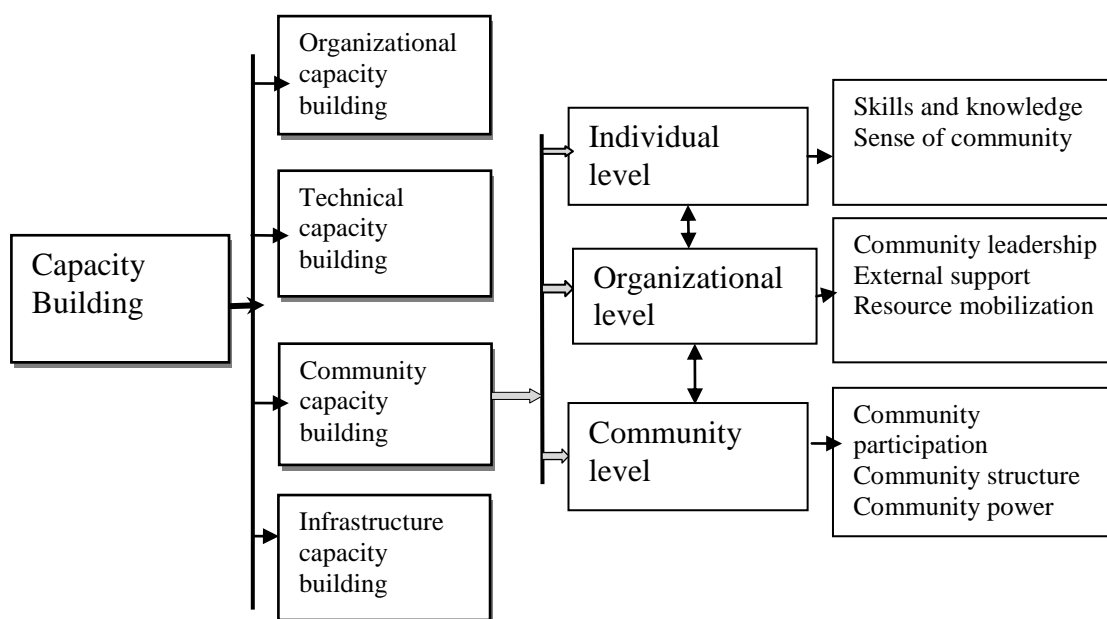 Capacity
Building
Organizational
capacity
building
Technical
capacity
building
Community
capacity
building
Infrastructure
capacity
building
Individual
level
Organizational
level
Community
level
Skills and knowledge
Sense of community
Community leadership
External support
Resource mobilization
Community
participation
Community structure
Community power